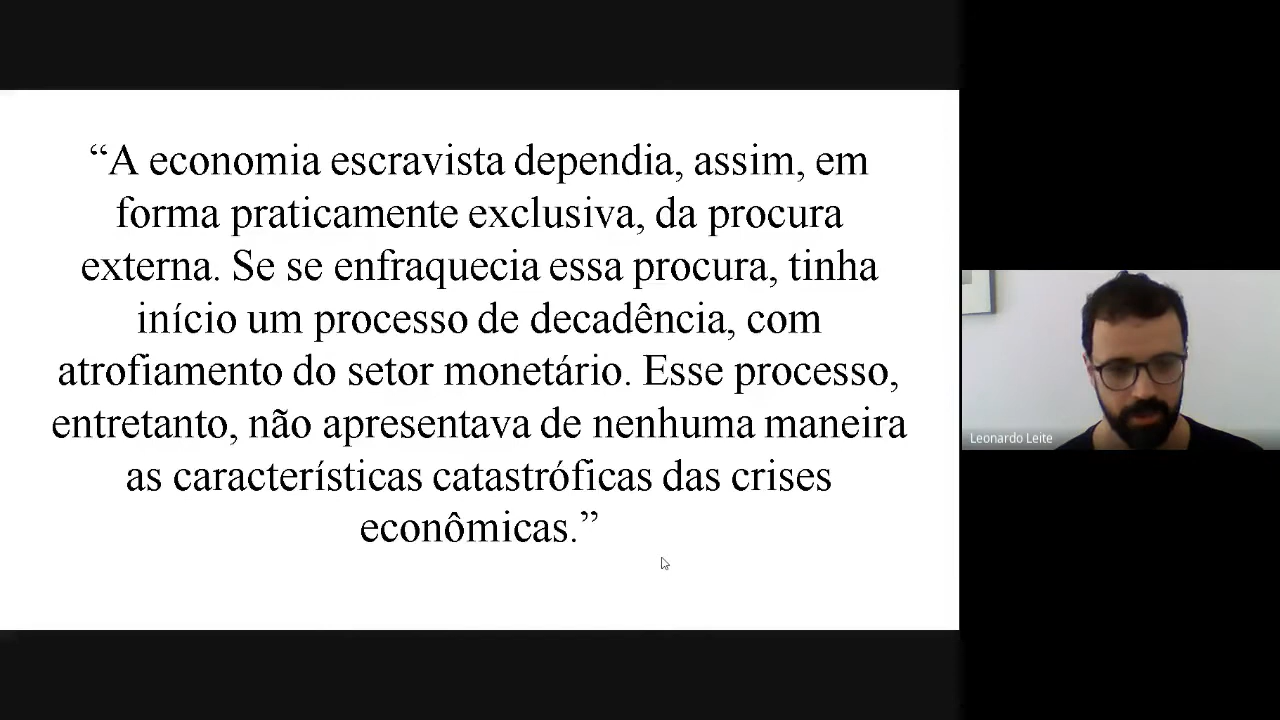 “A economia escravista dependia, assim, em
forma praticamente exclusiva, da procura
externa. Se se enfraquecia essa procura, tinha
início um processo de decadência, com
atrofiamento do setor monetário. Esse processo,
entretanto, não apresentava de nenhuma maneira
as características catastróficas das crises
econômicas.”
Leonardo Leite